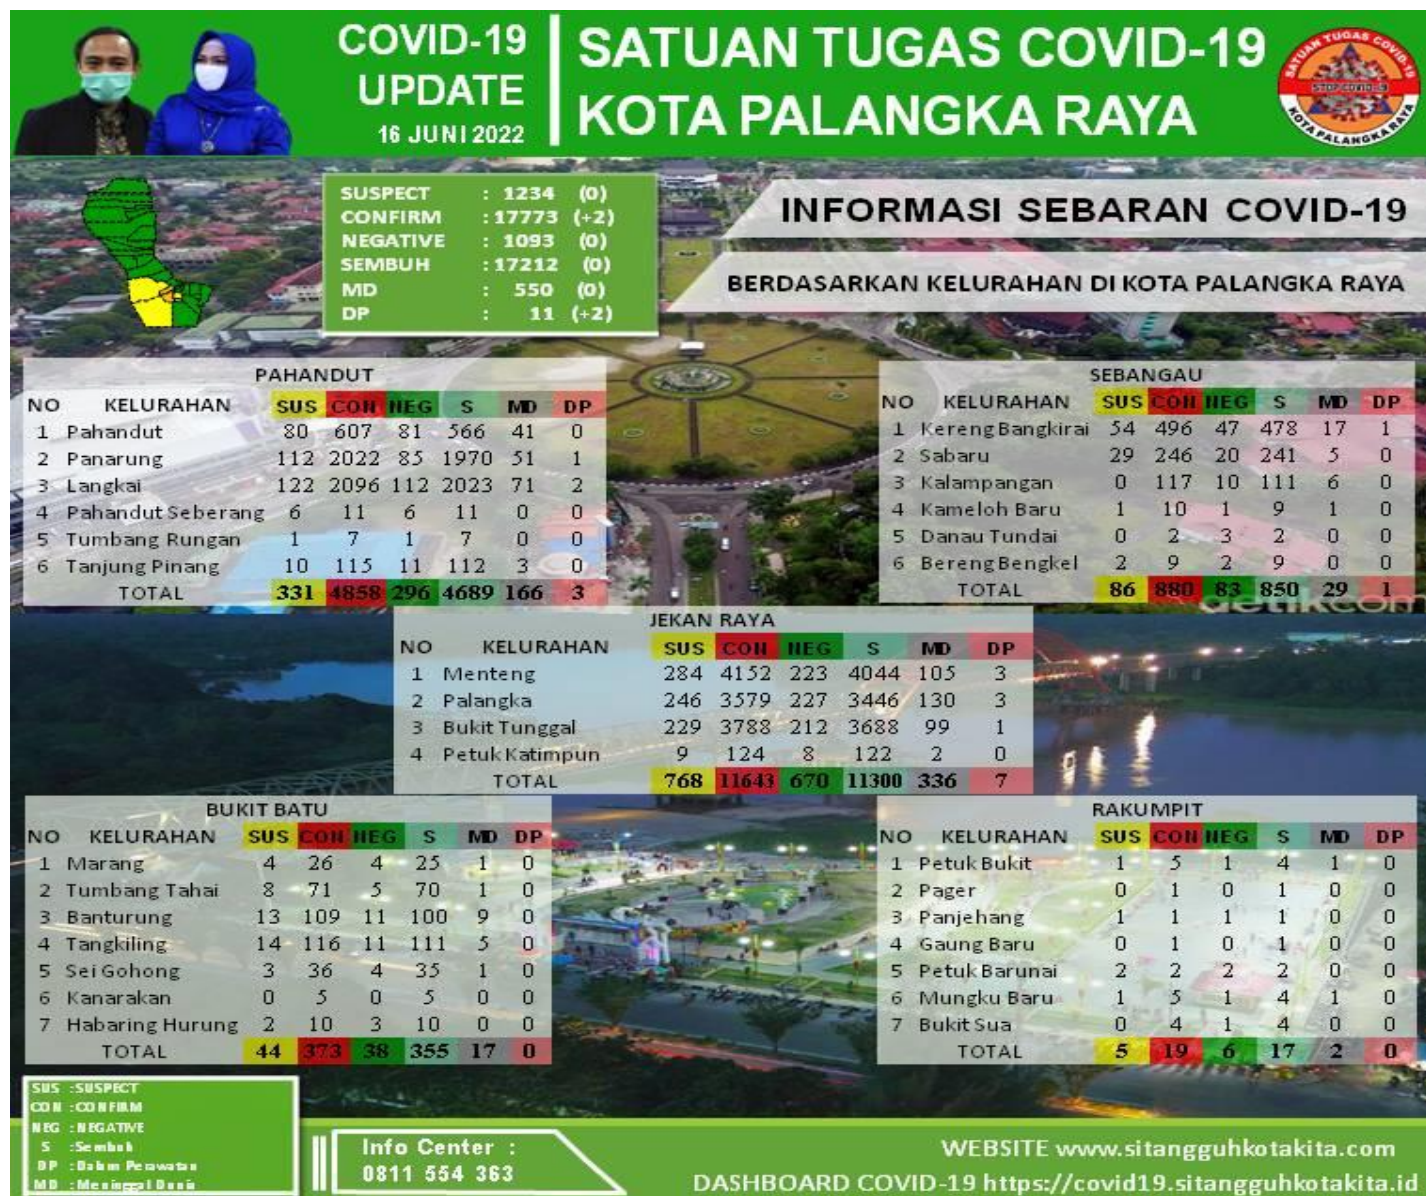 COVID-19
UPDATE
16 JUNI 2022
SATUAN TUGAS COVID-19
KOTA PALANGKA RAYA
SATUAN TUGAS COVID-19
STOP COVID-19
KOTA PALANGKARAYA
SUSPECT : 1234 (0)
CONFIRM : 17773 (+2)
NEGATIVE : 1093 (0)
SEMBUH : 17212 (0)
MD : 550 (0)
DP : 11 (+2)
INFORMASI SEBARAN COVID-19
BERDASARKAN KELURAHAN DI KOTA PALANGKA RAYA
PAHANDUT
NO KELURAHAN SUS CON NEG S MD DP
1 Pahandut 80 607 81 566 41 0
2 Panarung 112 2022 85 1970 51 1
3 Langkai 122 2096 112 2023 71 2
4 Pahandut Seberang 6 11 6 11 0 0
5 Tumbang Rungan 1 7 1 7 0 0
6 Tanjung Pinang 10 115 11 112 3 0
TOTAL 331 4858 296 4689 166 3
SEBANGAU
NO KELURAHAN SUS CON NEG S MD DP
1 Kereng Bangkirai 54 496 47 478 17 1
2 Sabaru 29 246 20 241 5 0
3 Kalampangan 0 117 10 111 6 0
4 Kameloh Baru 1 10 1 9 1 0
5 Danau Tundai 0 2 3 2 0 0
6 Bereng Bengkel 2 9 2 9 0 0
TOTAL 86 880 83 850 29 1
detikcom
JEKAN RAYA
NO KELURAHAN SUS CON NEG S MD DP
1 Menteng 284 4152 223 4044 105 3
2 Palangka 246 3579 227 3446 130 3
3 Bukit Tunggal 229 3788 212 3688 99 1
4 Petuk Katimpun 9 124 8 122 2 0
TOTAL 768 11643 670 11300 336 7
BUKIT BATU
NO KELURAHAN SUS CON NEG S MD DP
1 Marang 4 26 4 25 1 0
2 Tumbang Tahai 8 71 5 70 1 0
3 Banturung 13 109 11 100 9 0
4 Tangkiling 14 116 11 111 5 0
5 Sei Gohong 3 36 4 35 1 0
6 Kanarakan 0 5 0 5 0 0
7 Habaring Hurung 2 10 3 10 0 0
TOTAL 44 373 38 355 17 0
RAKUMPIT
NO KELURAHAN SUS CON NEG S MD DP
1 Petuk Bukit 1 5 1 4 1 0
2 Pager 0 1 0 1 0 0
3 Panjehang 1 1 1 1 0 0
4 Gaung Baru 0 1 0 1 0 0
5 Petuk Barunai 2 2 2 2 0 0
6 Mungku Baru 1 5 1 4 1 0
7 Bukit Sua 0 4 1 4 0 0
TOTAL 5 19 6 17 2 0
SUS :SUSPECT
CON :CONFIRM
NEG :NEGATIVE
S :Sembuh
DP :Dalam Perawatan
MD :Meninggal Dunia
Info Center :
0811 554 363
WEBSITE www.sitangguhkotakita.com
DASHBOARD COVID-19 https://covid19.sitangguhkotakita.id